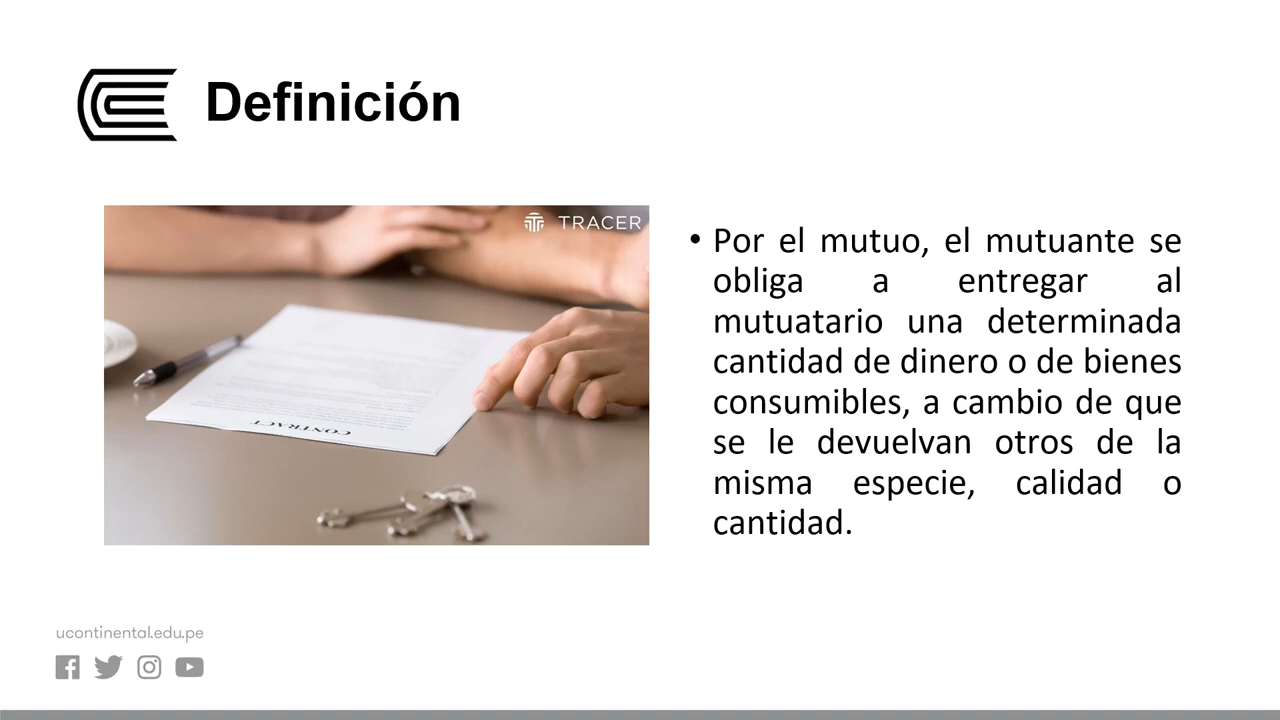 Definición
TRACER
CONTRACT
• Por el mutuo, el mutuante se
obliga a entregar al
mutuatario una determinada
cantidad de dinero o de bienes
consumibles, a cambio de que
se le devuelvan otros de la
misma especie, calidad o
cantidad.
ucontinental.edu.pe